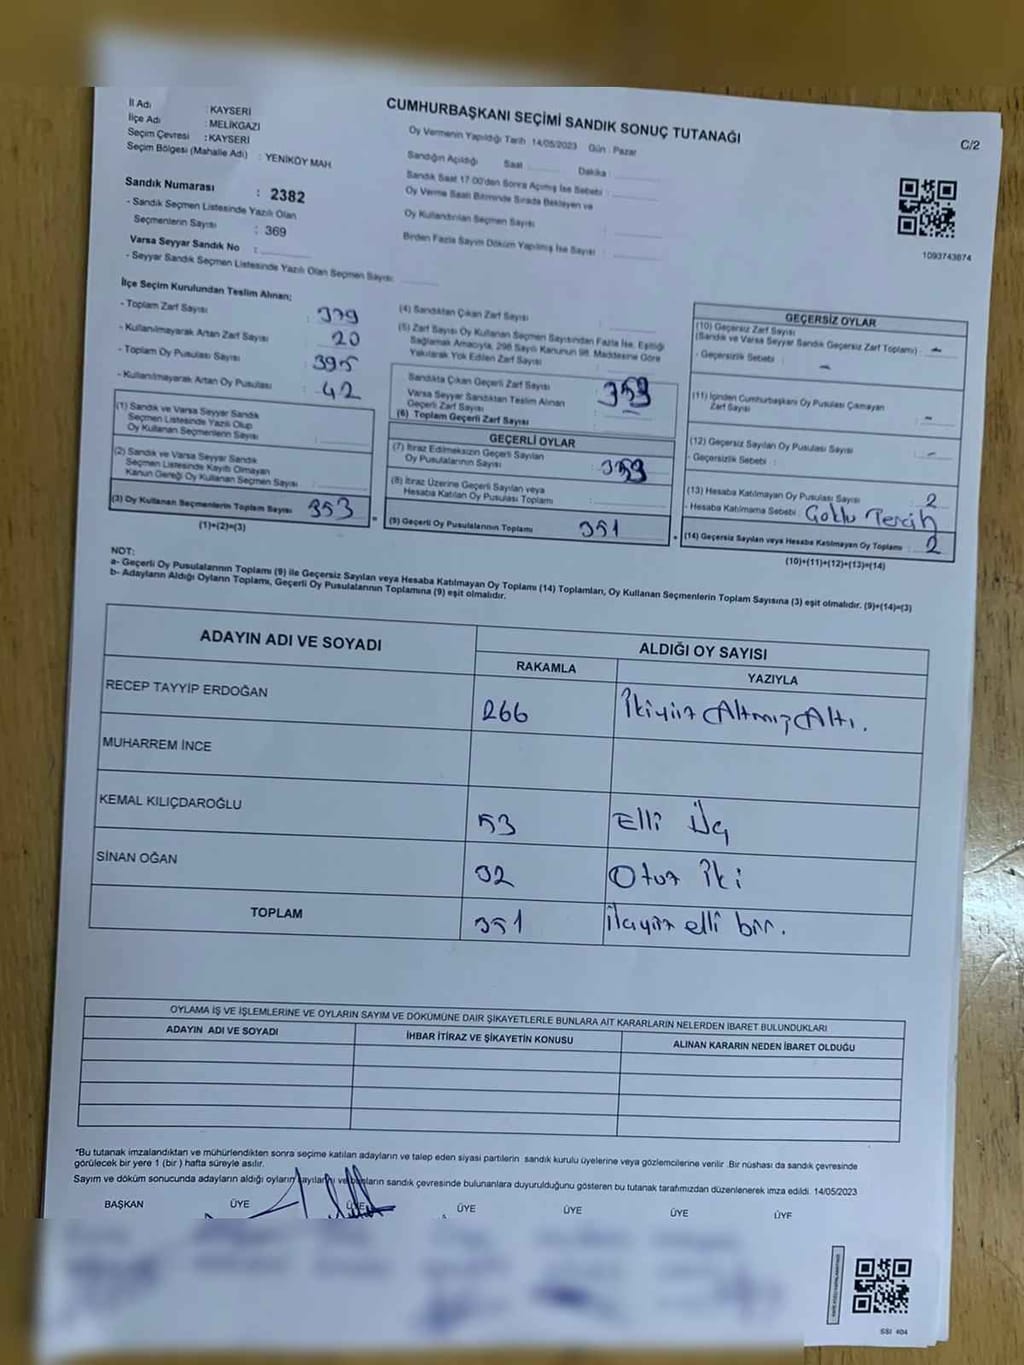 CUMHURBAŞKANI SEÇİMİ SANDIK SONUÇ TUTANAĞI
C/2
İl Adı : KAYSERİ
İlçe Adı : MELİKGAZİ
Seçim Çevresi : KAYSERİ
Seçim Bölgesi (Mahalle Adı) : YENİKÖY MAH.
Sandık Numarası : 2382
- Sandık Seçmen Listesinde Yazılı Olan
Seçmenlerin Sayısı : 369
Varsa Seyyar Sandık No :
- Seyyar Sandık Seçmen Listesinde Yazılı Olan Seçmen Sayısı:
Oy Vermenin Yapıldığı Tarih 14/05/2023 Gün : Pazar
Sandığın Açıldığı Saat Dakika :
Sandık Saat 17:00'den Sonra Açılmış İse Sebebi :
Oy Verme Saati Bitiminde Sırada Bekleyen ve
Oy Kullandırılan Seçmen Sayısı :
Birden Fazla Sayım Döküm Yapılmış İse Sayısı :
1093743674
İlçe Seçim Kurulundan Teslim Alınan;
- Toplam Zarf Sayısı : 379
- Kullanılmayarak Artan Zarf Sayısı : 20
- Toplam Oy Pusulası Sayısı : 395
- Kullanılmayarak Artan Oy Pusulası : 42
(1) Sandık ve Varsa Seyyar Sandık
Seçmen Listesinde Yazılı Olup
Oy Kullanan Seçmenlerin Sayısı :
(2) Sandık ve Varsa Seyyar Sandık
Seçmen Listesinde Kayıtlı Olmayan
Kanun Gereği Oy Kullanan Seçmen Sayısı :
(3) Oy Kullanan Seçmenlerin Toplam Sayısı : 353 =
(1)+(2)=(3)
(4) Sandıktan Çıkan Zarf Sayısı :
(5) Zarf Sayısı Oy Kullanan Seçmen Sayısından Fazla İse, Eşitliği
Sağlamak Amacıyla, 298 Sayılı Kanunun 98. Maddesine Göre
Yakılarak Yok Edilen Zarf Sayısı :
Sandıkta Çıkan Geçerli Zarf Sayısı : 353
Varsa Seyyar Sandıktan Teslim Alınan
Geçerli Zarf Sayısı : —
(6) Toplam Geçerli Zarf Sayısı
GEÇERLİ OYLAR
(7) İtiraz Edilmeksizin Geçerli Sayılan
Oy Pusulalarının Sayısı : 353
(8) İtiraz Üzerine Geçerli Sayılan veya
Hesaba Katılan Oy Pusulası Toplamı :
(9) Geçerli Oy Pusulalarının Toplamı : 351 +
GEÇERSİZ OYLAR
(10) Geçersiz Zarf Sayısı
(Sandık ve Varsa Seyyar Sandık Geçersiz Zarf Toplamı) : —
- Geçersizlik Sebebi : —
(11) İçinden Cumhurbaşkanı Oy Pusulası Çıkmayan
Zarf Sayısı : —
(12) Geçersiz Sayılan Oy Pusulası Sayısı : —
- Geçersizlik Sebebi :
(13) Hesaba Katılmayan Oy Pusulası Sayısı : 2
- Hesaba Katılmama Sebebi : Çoklu Tercih
(14) Geçersiz Sayılan veya Hesaba Katılmayan Oy Toplamı : 2
(10)+(11)+(12)+(13)=(14)
NOT:
a- Geçerli Oy Pusulalarının Toplamı (9) ile Geçersiz Sayılan veya Hesaba Katılmayan Oy Toplamı (14) Toplamları, Oy Kullanan Seçmenlerin Toplam Sayısına (3) eşit olmalıdır. (9)+(14)=(3)
b- Adayların Aldığı Oyların Toplamı, Geçerli Oy Pusulalarının Toplamına (9) eşit olmalıdır.
ADAYIN ADI VE SOYADI
ALDIĞI OY SAYISI
RAKAMLA YAZIYLA
RECEP TAYYİP ERDOĞAN 266 İkiyüz Altmış Altı.
MUHARREM İNCE
KEMAL KILIÇDAROĞLU 53 Elli Üç
SİNAN OĞAN 32 Otuz İki
TOPLAM 351 elli bir.
OYLAMA İŞ VE İŞLEMLERİNE VE OYLARIN SAYIM VE DÖKÜMÜNE DAİR ŞİKAYETLERLE BUNLARA AİT KARARLARIN NELERDEN İBARET BULUNDUKLARI
ADAYIN ADI VE SOYADI İHBAR İTİRAZ VE ŞİKAYETİN KONUSU ALINAN KARARIN NEDEN İBARET OLDUĞU
*Bu tutanak imzalandıktan ve mühürlendikten sonra seçime katılan adayların ve talep eden siyasi partilerin sandık kurulu üyelerine veya gözlemcilerine verilir .Bir nüshası da sandık çevresinde
görülecek bir yere 1 (bir ) hafta süreyle asılır.
Sayım ve döküm sonucunda adayların aldığı oyların sandık çevresinde bulunanlara duyurulduğunu gösteren bu tutanak tarafımızdan düzenlenerek imza edildi. 14/05/2023
BAŞKAN ÜYE ÜYE ÜYE ÜYE ÜYE ÜYE
SSI 404